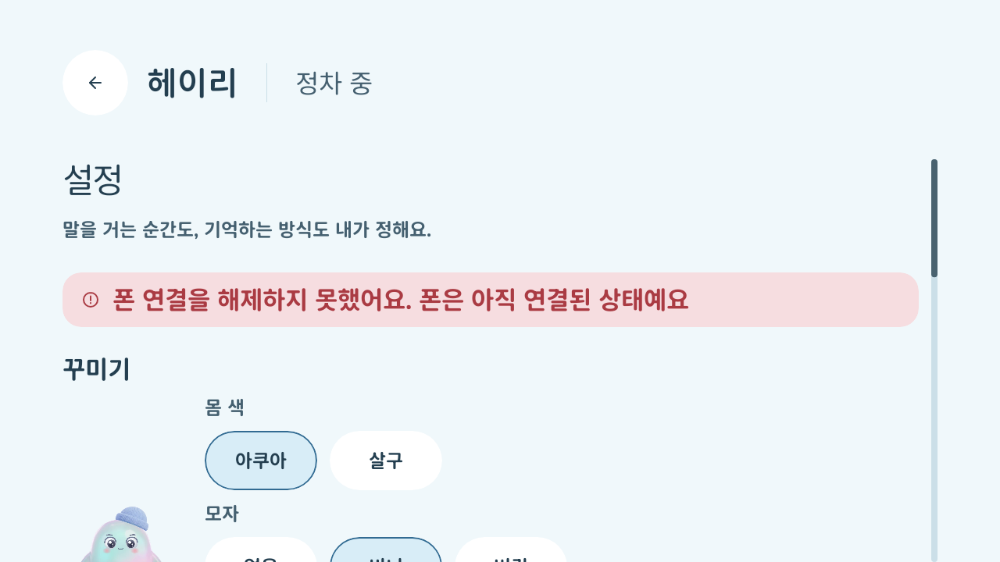 헤이리
정차 중
설정
말을 거는 순간도, 기억하는 방식도 내가 정해요.
폰 연결을 해제하지 못했어요. 폰은 아직 연결된 상태예요
꾸미기
몸 색
아쿠아
살구
모자